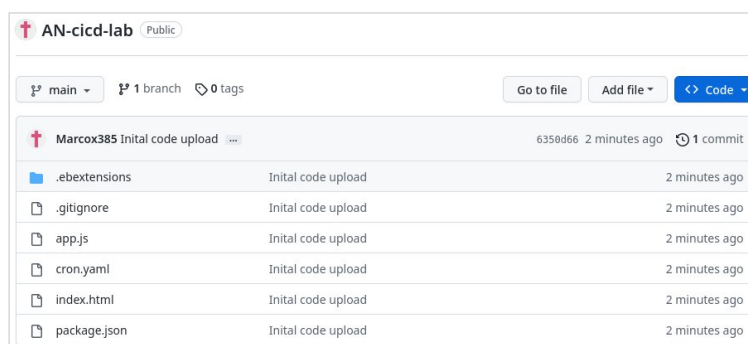 AN-cicd-lab Public
main 1 branch 0 tags Go to file Add file <> Code
Marcox385 Inital code upload ... 6350d66 2 minutes ago 1 commit
.ebextensions Inital code upload 2 minutes ago
.gitignore Inital code upload 2 minutes ago
app.js Inital code upload 2 minutes ago
cron.yaml Inital code upload 2 minutes ago
index.html Inital code upload 2 minutes ago
package.json Inital code upload 2 minutes ago